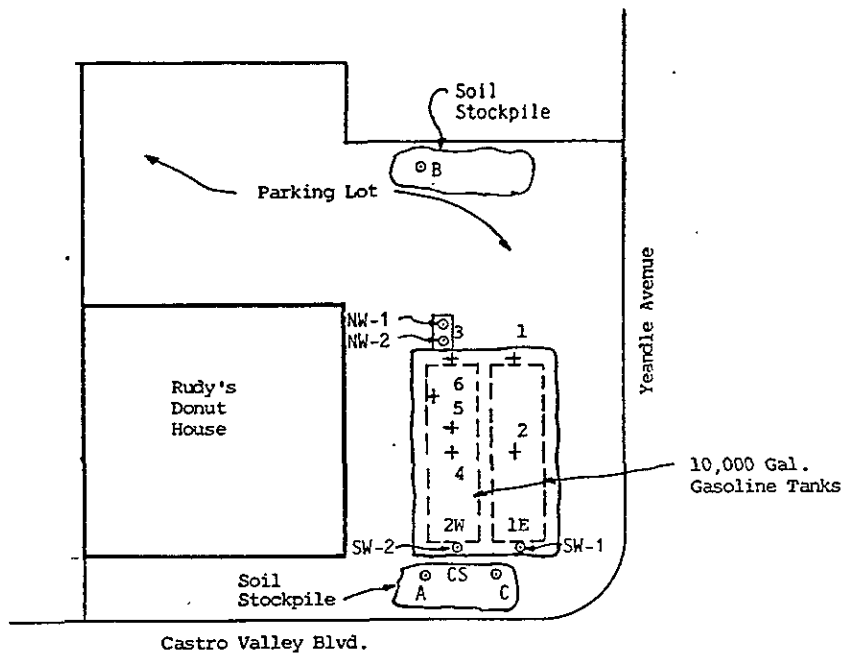 Soil
Stockpile
B
Parking Lot
Yeandle Avenue
NW-1
NW-2
3
1
6
5
2
4
Rudy's
Donut
House
10,000 Gal.
Gasoline Tanks
2W
1E
SW-2
SW-1
Soil
Stockpile
CS
A
C
Castro Valley Blvd.